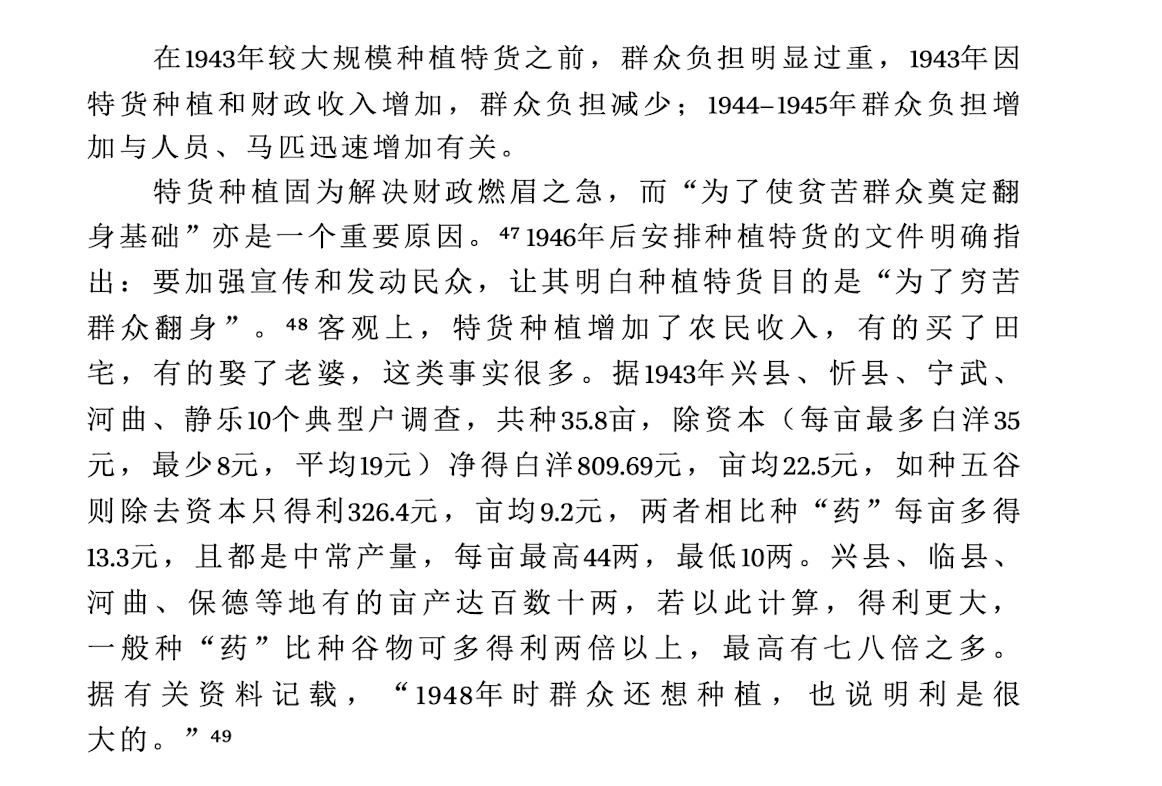 在1943年较大规模种植特货之前，群众负担明显过重，1943年因
特货种植和财政收入增加，群众负担减少；1944–1945年群众负担增
加与人员、马匹迅速增加有关。
特货种植固为解决财政燃眉之急，而“为了使贫苦群众奠定翻
身基础”亦是一个重要原因。47 1946年后安排种植特货的文件明确指
出：要加强宣传和发动民众，让其明白种植特货目的是“为了穷苦
群众翻身”。48 客观上，特货种植增加了农民收入，有的买了田
宅，有的娶了老婆，这类事实很多。据1943年兴县、忻县、宁武、
河曲、静乐10个典型户调查，共种35.8亩，除资本（每亩最多白洋35
元，最少8元，平均19元）净得白洋809.69元，亩均22.5元，如种五谷
则除去资本只得利326.4元，亩均9.2元，两者相比种“药”每亩多得
13.3元，且都是中常产量，每亩最高44两，最低10两。兴县、临县、
河曲、保德等地有的亩产达百数十两，若以此计算，得利更大，
一般种“药”比种谷物可多得利两倍以上，最高有七八倍之多。
据有关资料记载，“1948年时群众还想种植，也说明利是很
大的。”49